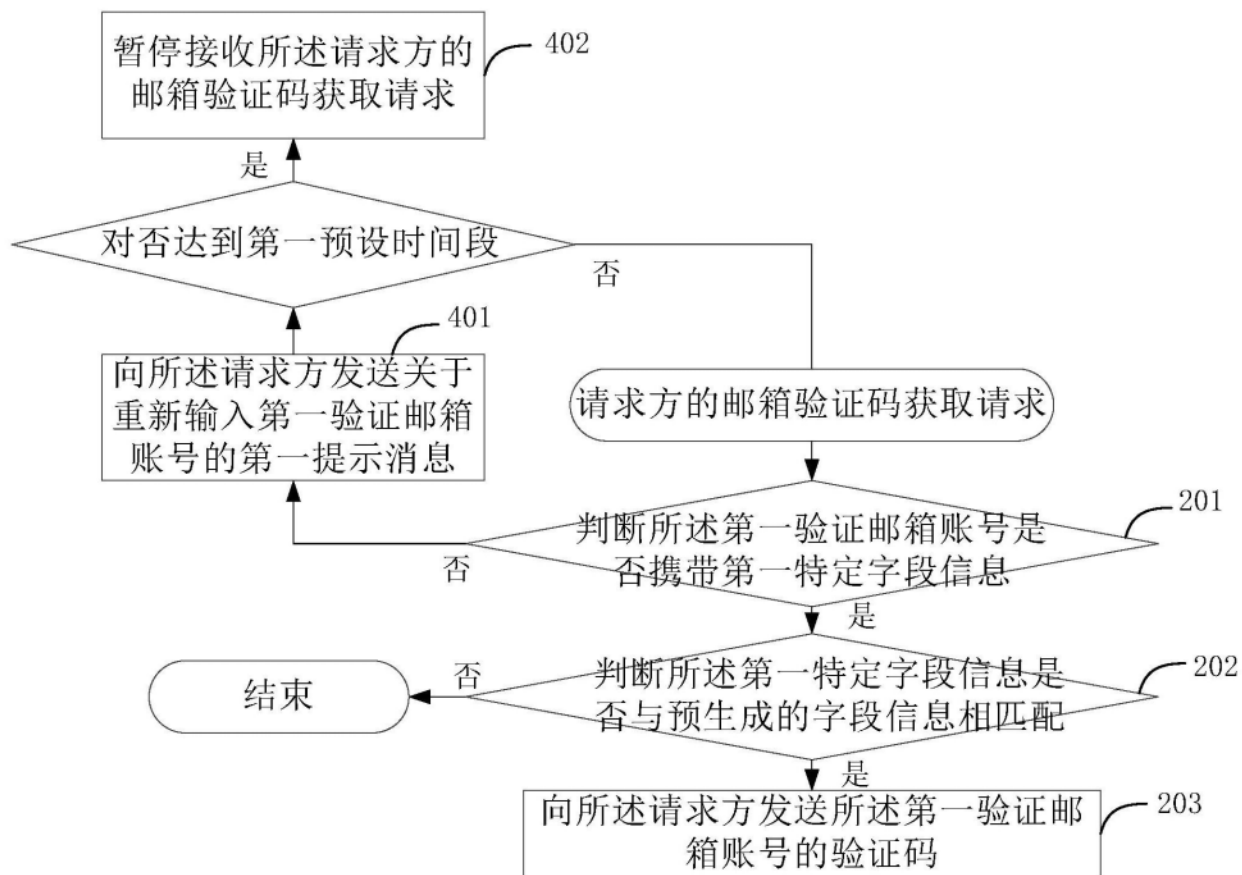 暂停接收所述请求方的
邮箱验证码获取请求
402
是
对否达到第一预设时间段
否
401
向所述请求方发送关于
重新输入第一验证邮箱
账号的第一提示消息
请求方的邮箱验证码获取请求
201
判断所述第一验证邮箱账号是
否携带第一特定字段信息
否
是
202
判断所述第一特定字段信息是
否与预生成的字段信息相匹配
否
结束
是
203
向所述请求方发送所述第一验证邮
箱账号的验证码